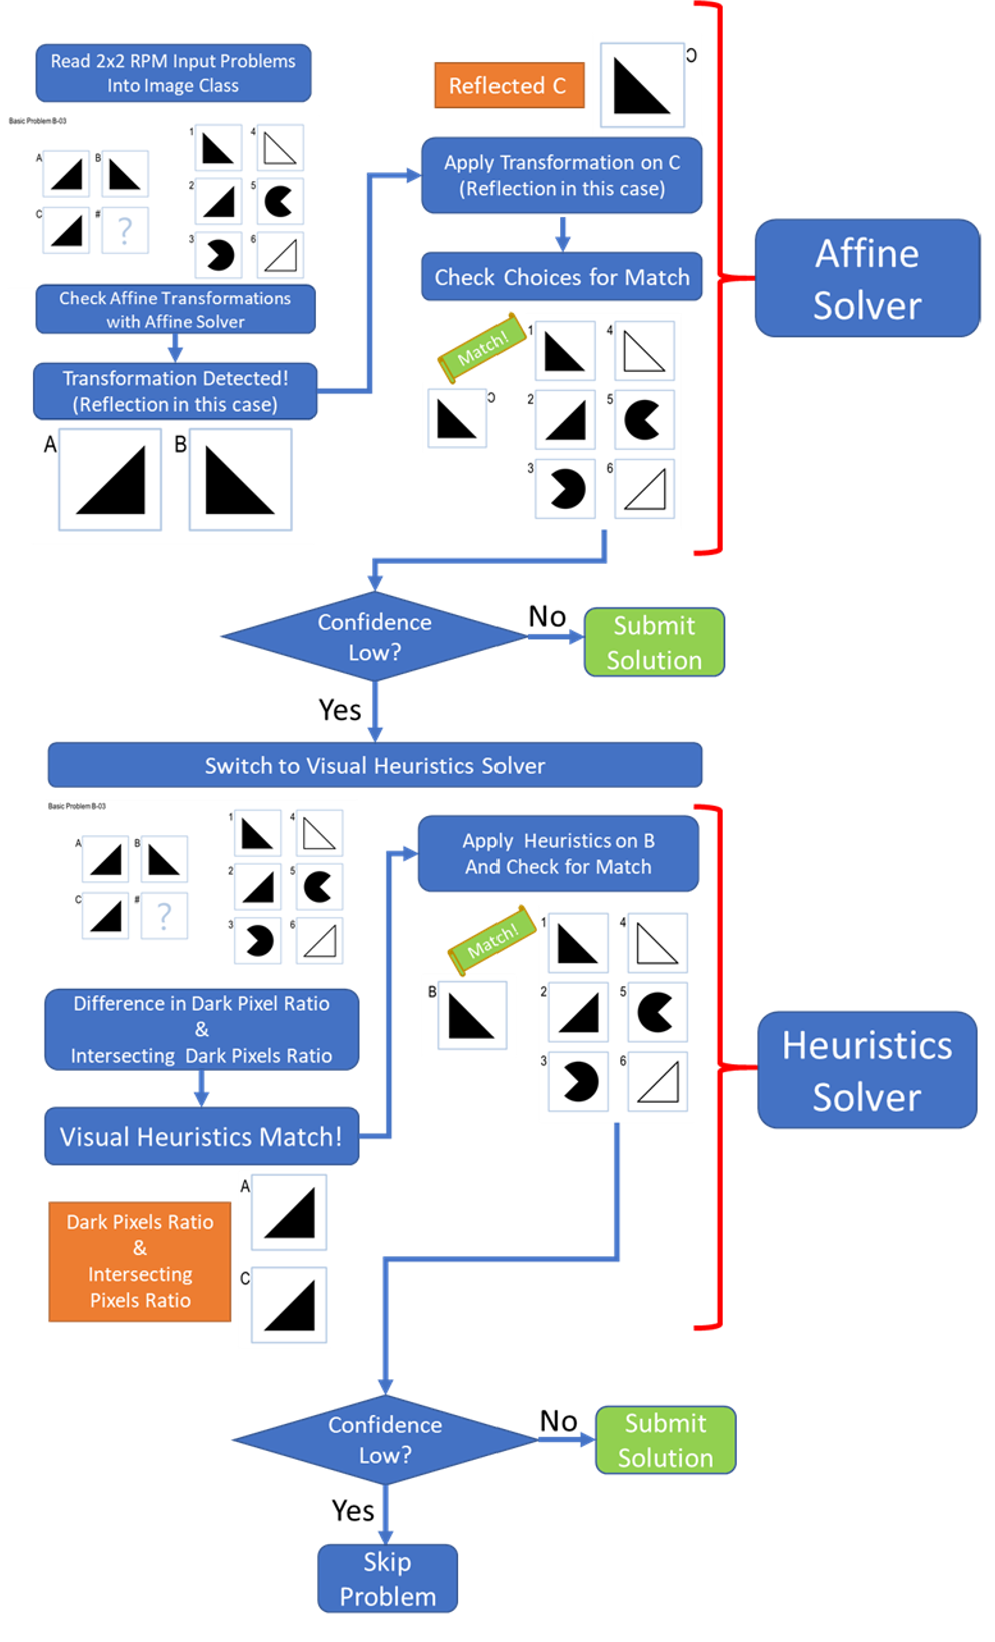 Read 2x2 RPM Input Problems
Into Image Class
Basic Problem B-03
A
B
C
#
?
1
4
2
5
3
6
Check Affine Transformations
with Affine Solver
Transformation Detected!
(Reflection in this case)
A
B
Reflected C
C
Apply Transformation on C
(Reflection in this case)
Check Choices for Match
Match!
C
1
4
2
5
3
6
Affine
Solver
Confidence
Low?
No
Submit
Solution
Yes
Switch to Visual Heuristics Solver
Basic Problem B-03
A
B
C
#
?
1
4
2
5
3
6
Difference in Dark Pixel Ratio
&
Intersecting Dark Pixels Ratio
Visual Heuristics Match!
Dark Pixels Ratio
&
Intersecting
Pixels Ratio
A
C
Apply Heuristics on B
And Check for Match
Match!
B
1
4
2
5
3
6
Heuristics
Solver
Confidence
Low?
No
Submit
Solution
Yes
Skip
Problem